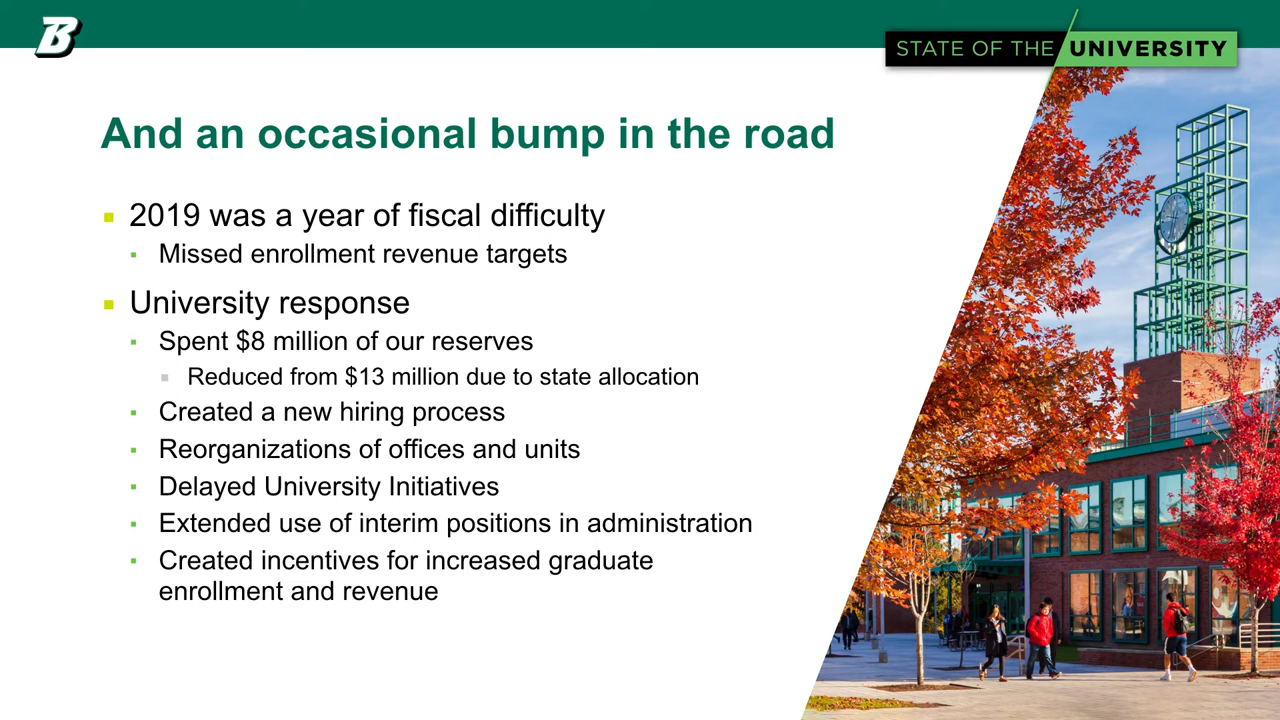 B
STATE OF THE UNIVERSITY
And an occasional bump in the road
2019 was a year of fiscal difficulty
Missed enrollment revenue targets
University response
Spent $8 million of our reserves
Reduced from $13 million due to state allocation
Created a new hiring process
Reorganizations of offices and units
Delayed University Initiatives
Extended use of interim positions in administration
Created incentives for increased graduate
enrollment and revenue